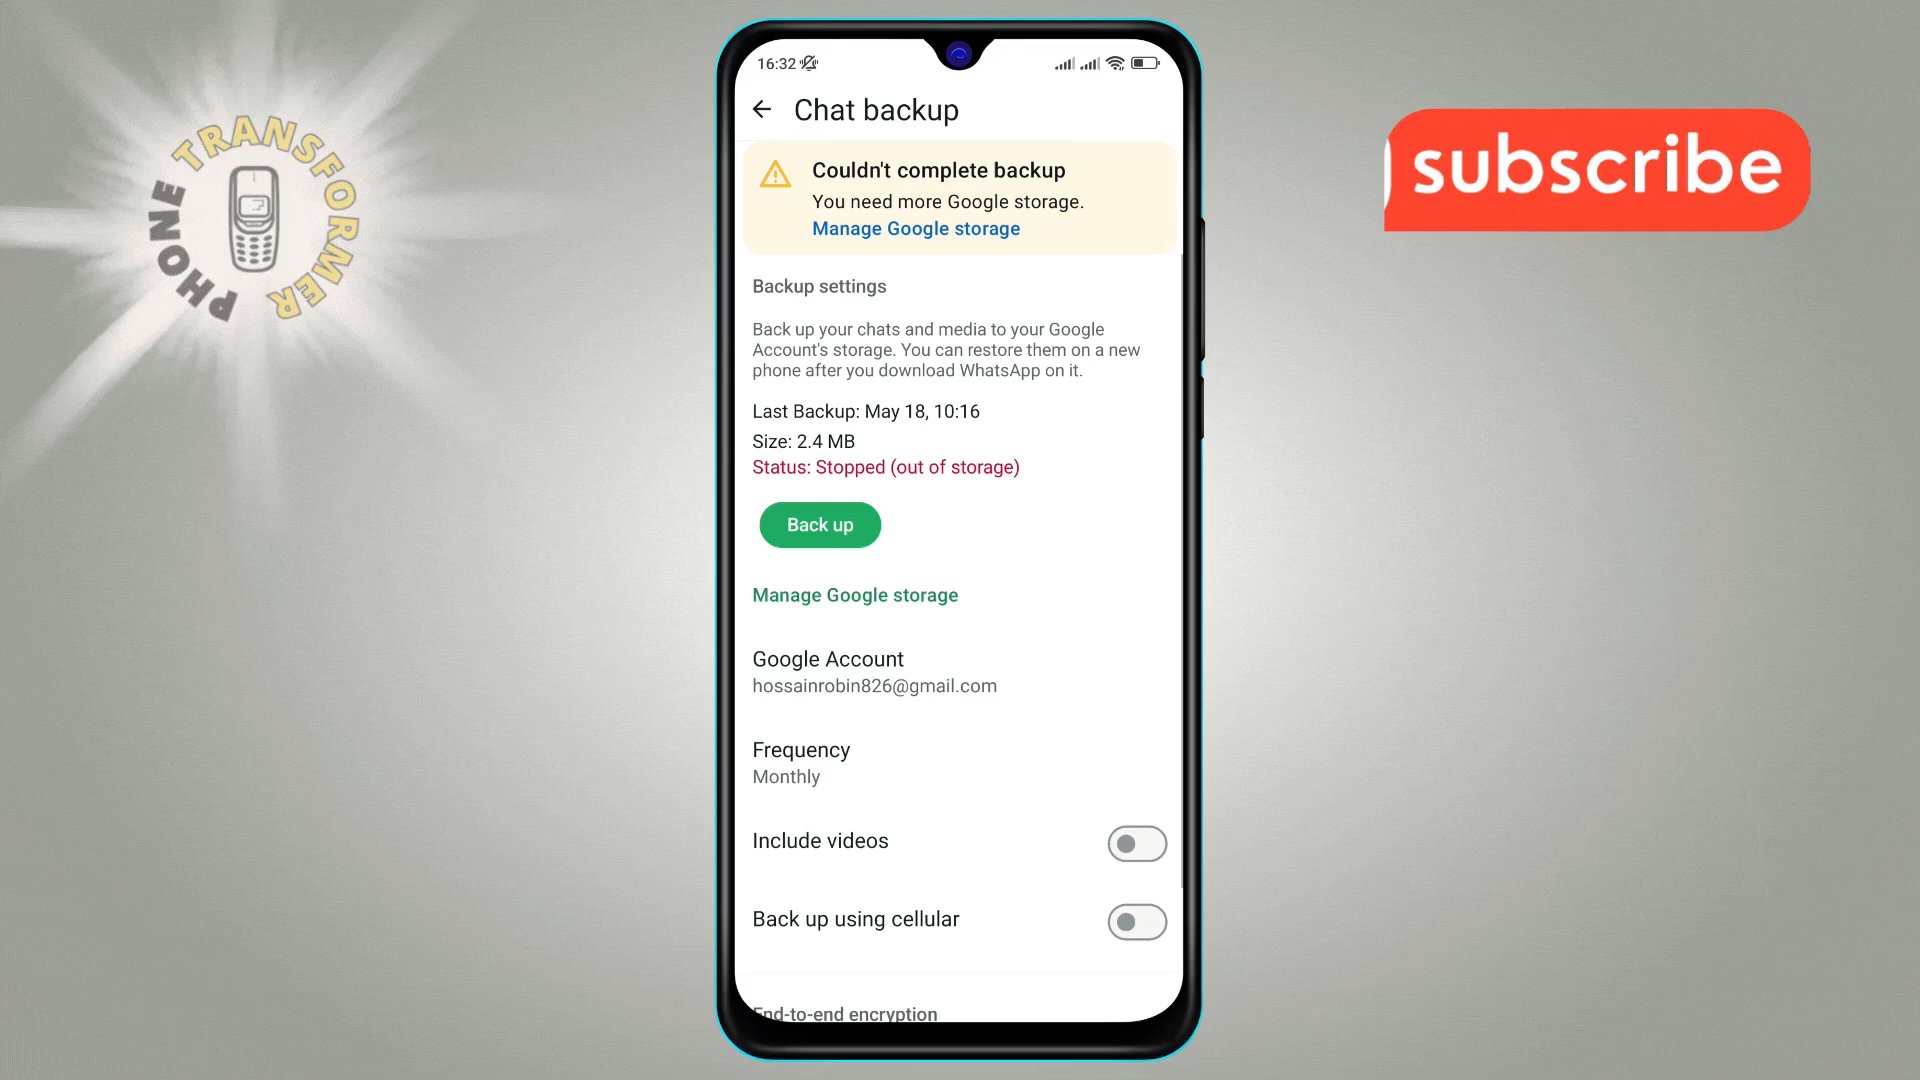 PHONE TRANSFORMER
subscribe
16:32
Chat backup
Couldn't complete backup
You need more Google storage.
Manage Google storage
Backup settings
Back up your chats and media to your Google
Account's storage. You can restore them on a new
phone after you download WhatsApp on it.
Last Backup: May 18, 10:16
Size: 2.4 MB
Status: Stopped (out of storage)
Back up
Manage Google storage
Google Account
hossainrobin826@gmail.com
Frequency
Monthly
Include videos
Back up using cellular
End-to-end encryption